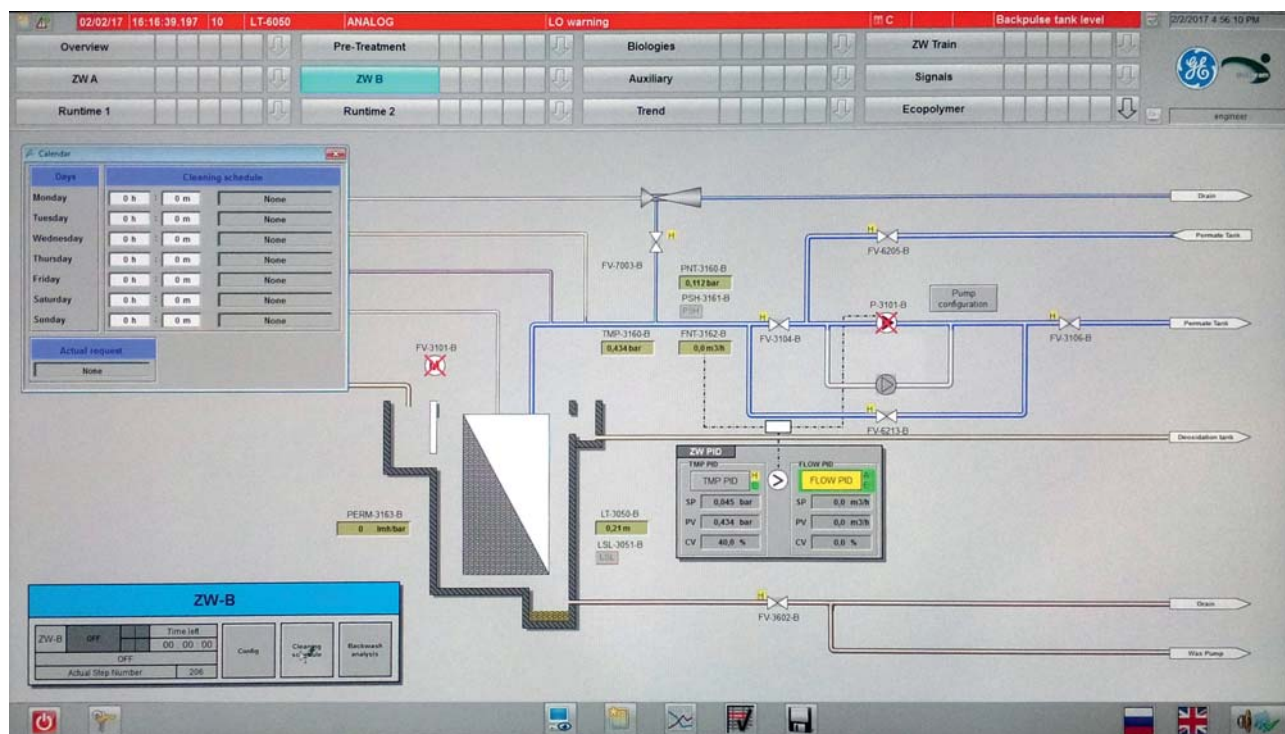 02/02/17 16:16:39.197 10 LT-6050 ANALOG LO warning C Backpulse tank level 2/2/2017 4 56 10 PM
Overview Pre-Treatment Biologies ZW Train
ZW A ZW B Auxiliary Signals
Runtime 1 Runtime 2 Trend Ecopolymer
engineer
Calendar
Days Cleaning schedule
Monday 0 h : 0 m None
Tuesday 0 h : 0 m None
Wednesday 0 h : 0 m None
Thursday 0 h : 0 m None
Friday 0 h : 0 m None
Saturday 0 h : 0 m None
Sunday 0 h : 0 m None
Actual request
None
Drain
H
Permate Tank
FV-7003-B
FV-6205-B
PNT-3160-B
0,112 bar
PSH-3161-B
PSH
P-3101-B
Pump configuration
H
Permate Tank
TMP-3160-B
0,434 bar
FNT-3162-B
0,0 m3/h
FV-3104-B
FV-3106-B
FV-3101-B
M
H
FV-6213-B
Deoxidation tank
ZW PID
TMP PID FLOW PID
TMP PID H FLOW PID A
SP 0,045 bar SP 0,0 m3/h
PV 0,434 bar PV 0,0 m3/h
CV 40,0 % CV 0,0 %
PERM-3163-B
0 lmh/bar
LT-3050-B
0,21 m
LSL-3051-B
LSL
H
FV-3602-B
Drain
Was Pump
ZW-B
ZW-B OFF Time left
00 : 00 : 00
OFF
Actual Step Number 206
Config
Cleaning schedule
Backwash analysis